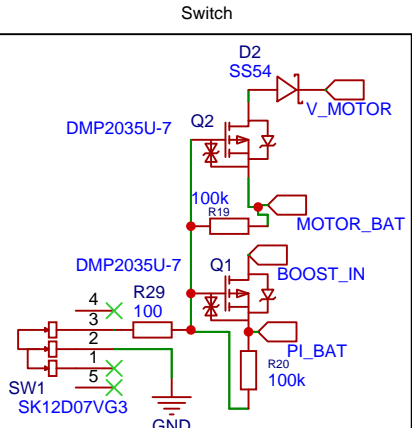 Switch
D2
SS54
V_MOTOR
Q2
DMP2035U-7
100k
R19
MOTOR_BAT
DMP2035U-7
Q1
BOOST_IN
4
R29
3
100
2
PI_BAT
1
R20
100k
5
SW1
SK12D07VG3
GND